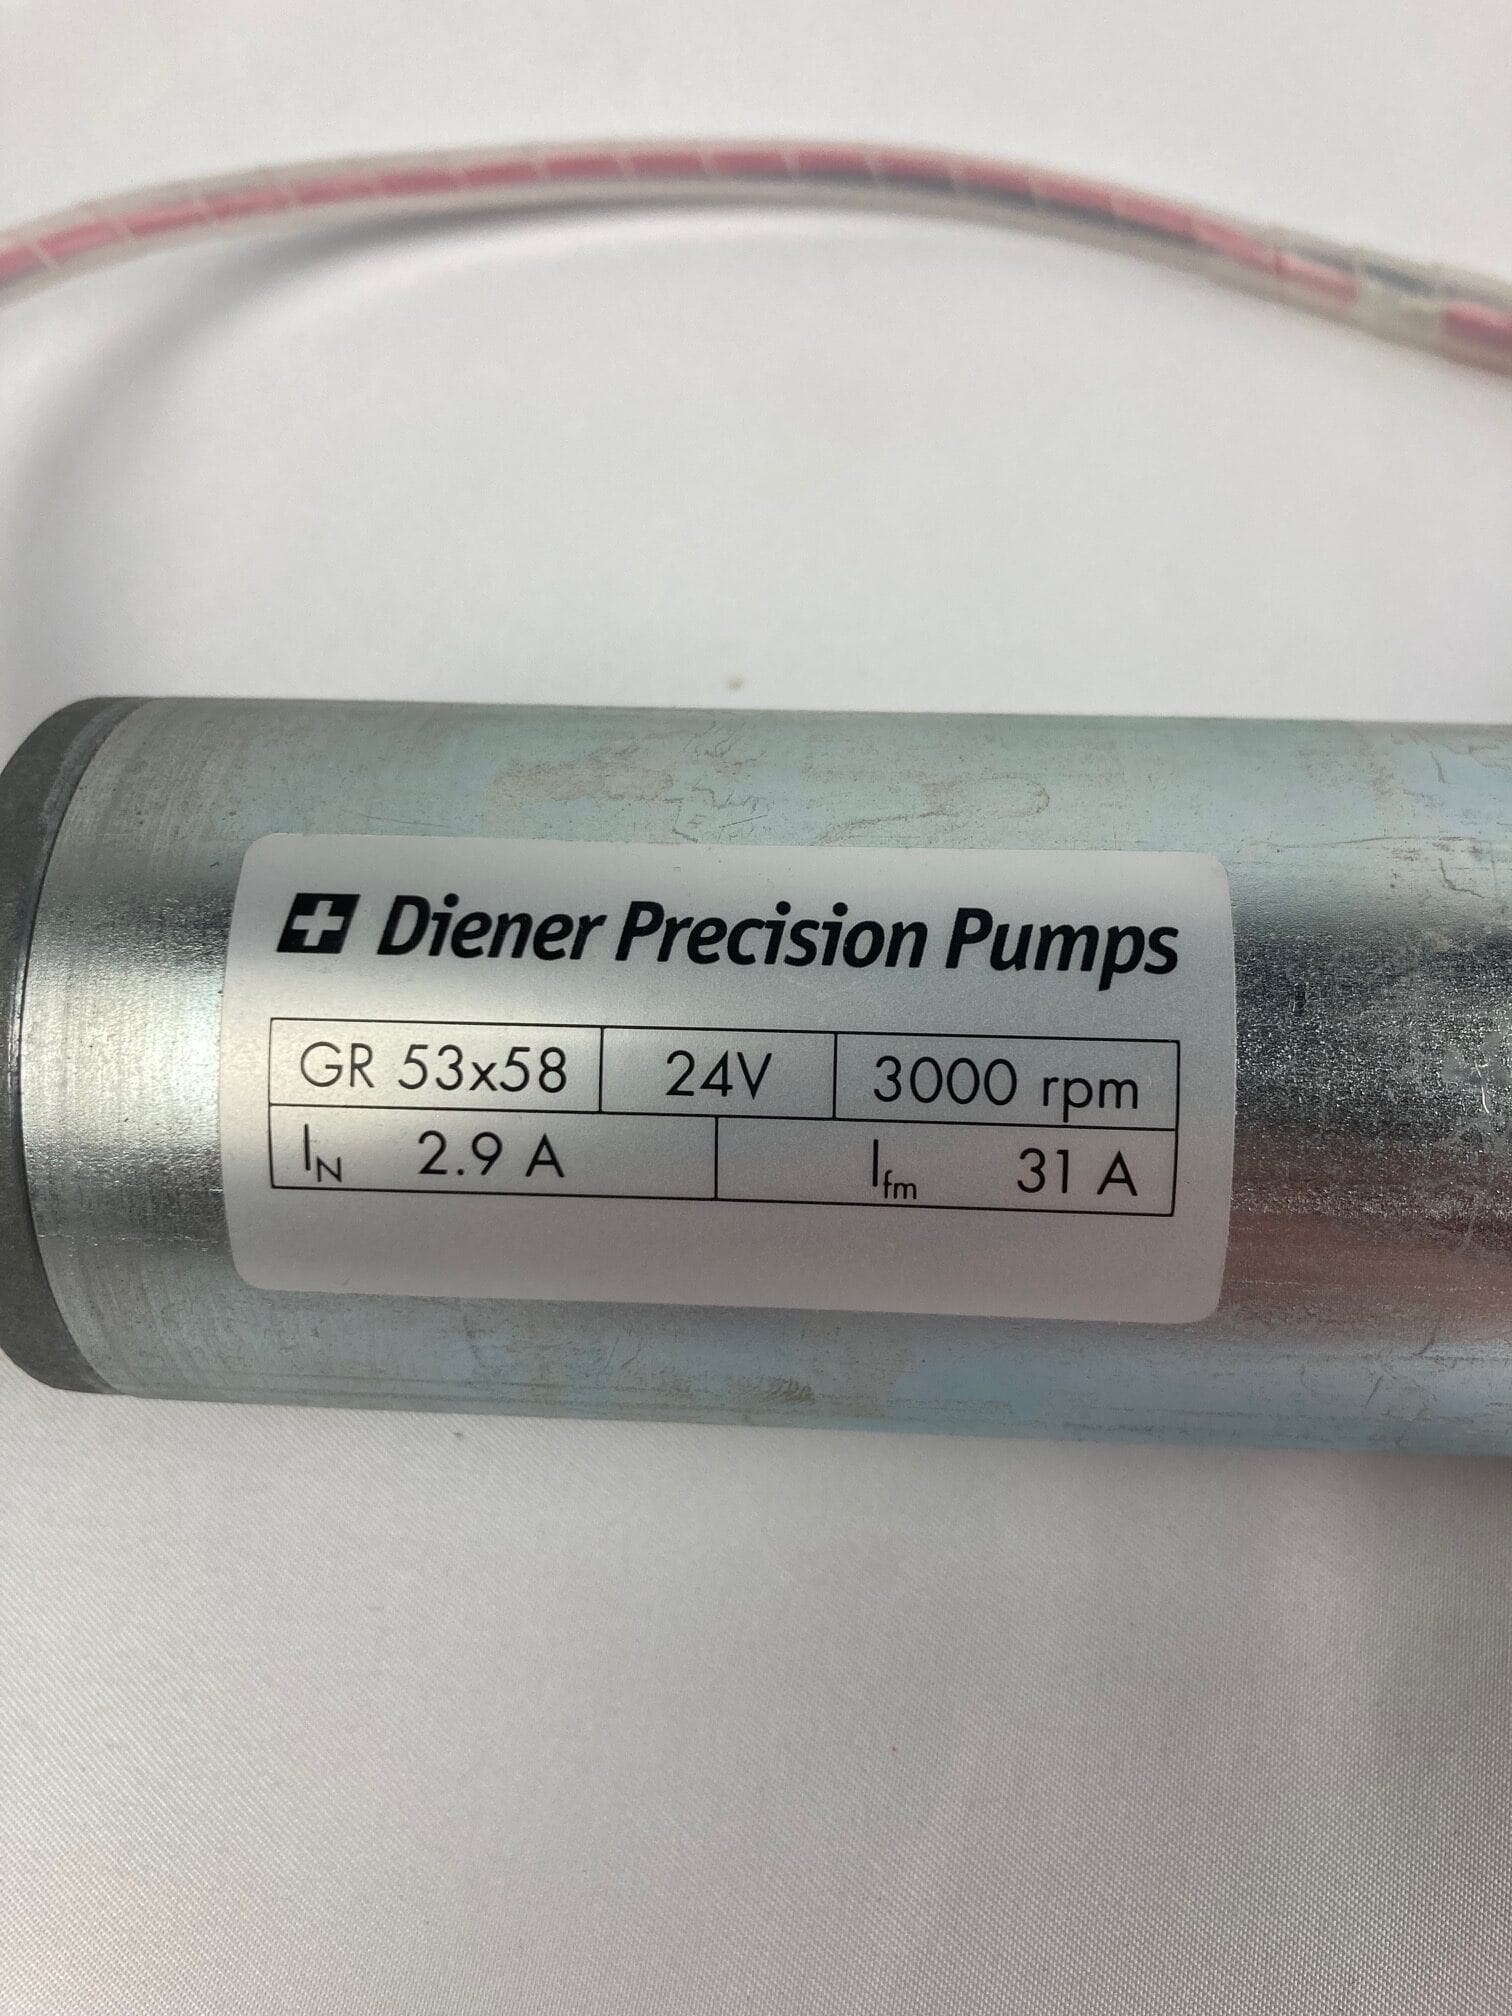 Diener Precision Pumps
GR 53x58 24V 3000 rpm
IN 2.9 A Ifm 31 A